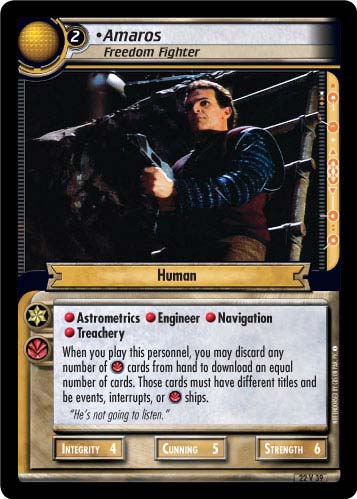 2 •Amaros
Freedom Fighter
Human
Astrometrics Engineer Navigation
Treachery
When you play this personnel, you may discard any
number of cards from hand to download an equal
number of cards. Those cards must have different titles and
be events, interrupts, or ships.
"He's not going to listen."
INTEGRITY 4 CUNNING 5 STRENGTH 6
22 V 39